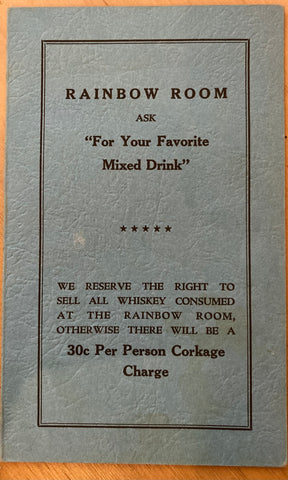 RAINBOW ROOM
ASK
"For Your Favorite
Mixed Drink"
★★★★★
WE RESERVE THE RIGHT TO
SELL ALL WHISKEY CONSUMED
AT THE RAINBOW ROOM,
OTHERWISE THERE WILL BE A
30c Per Person Corkage
Charge